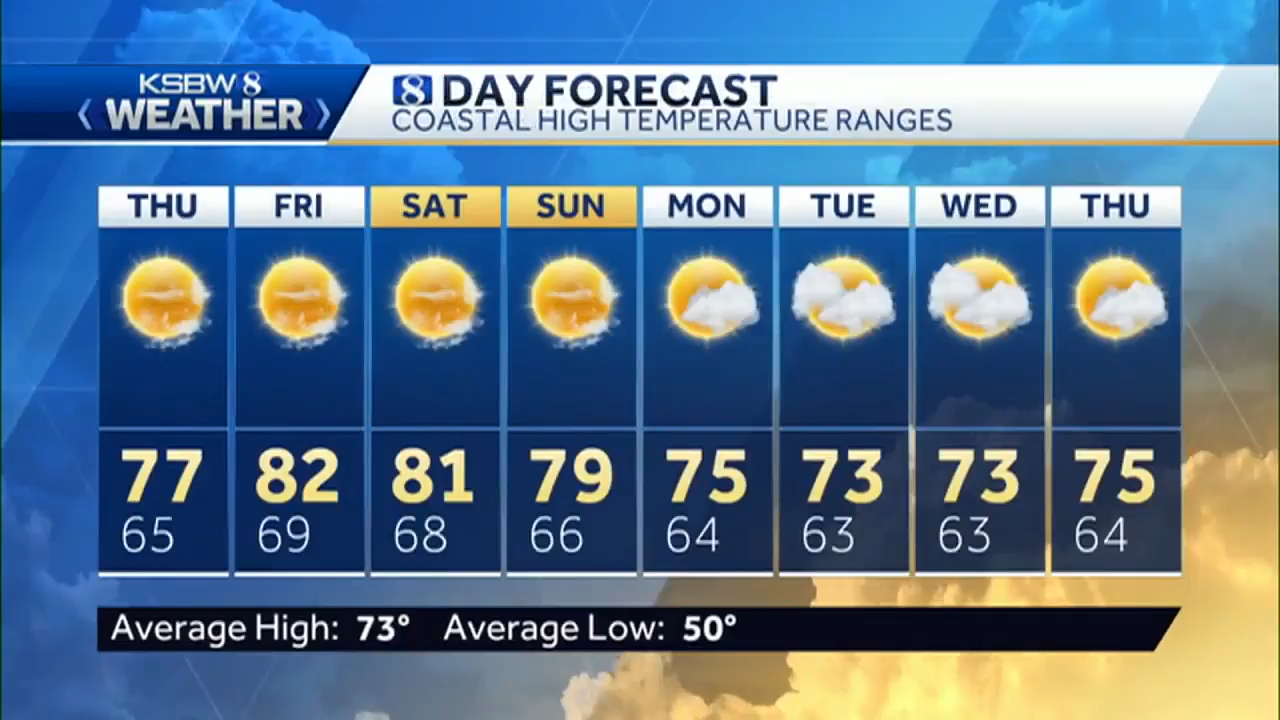 KSBW 8
WEATHER
8 DAY FORECAST
COASTAL HIGH TEMPERATURE RANGES
THU FRI SAT SUN MON TUE WED THU
77 82 81 79 75 73 73 75
65 69 68 66 64 63 63 64
Average High: 73° Average Low: 50°